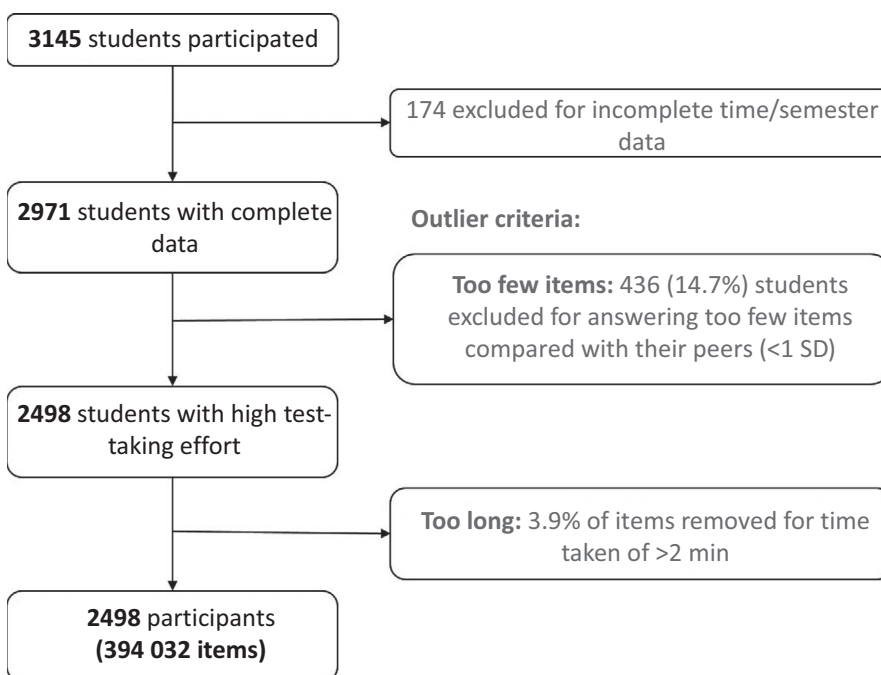 3145 students participated
174 excluded for incomplete time/semester
data
2971 students with complete
data
Outlier criteria:
Too few items: 436 (14.7%) students
excluded for answering too few items
compared with their peers (<1 SD)
2498 students with high test-
taking effort
Too long: 3.9% of items removed for time
taken of >2 min
2498 participants
(394 032 items)